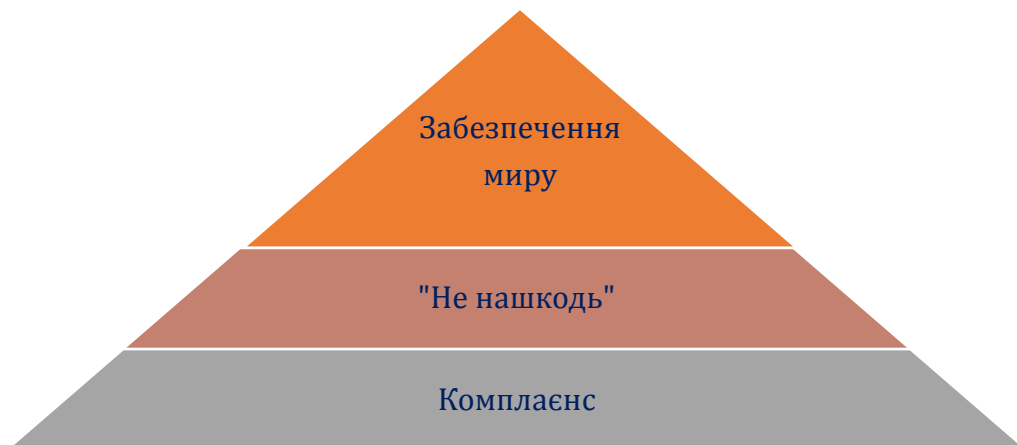 Забезпечення
миру
"Не нашкодь"
Комплаєнс